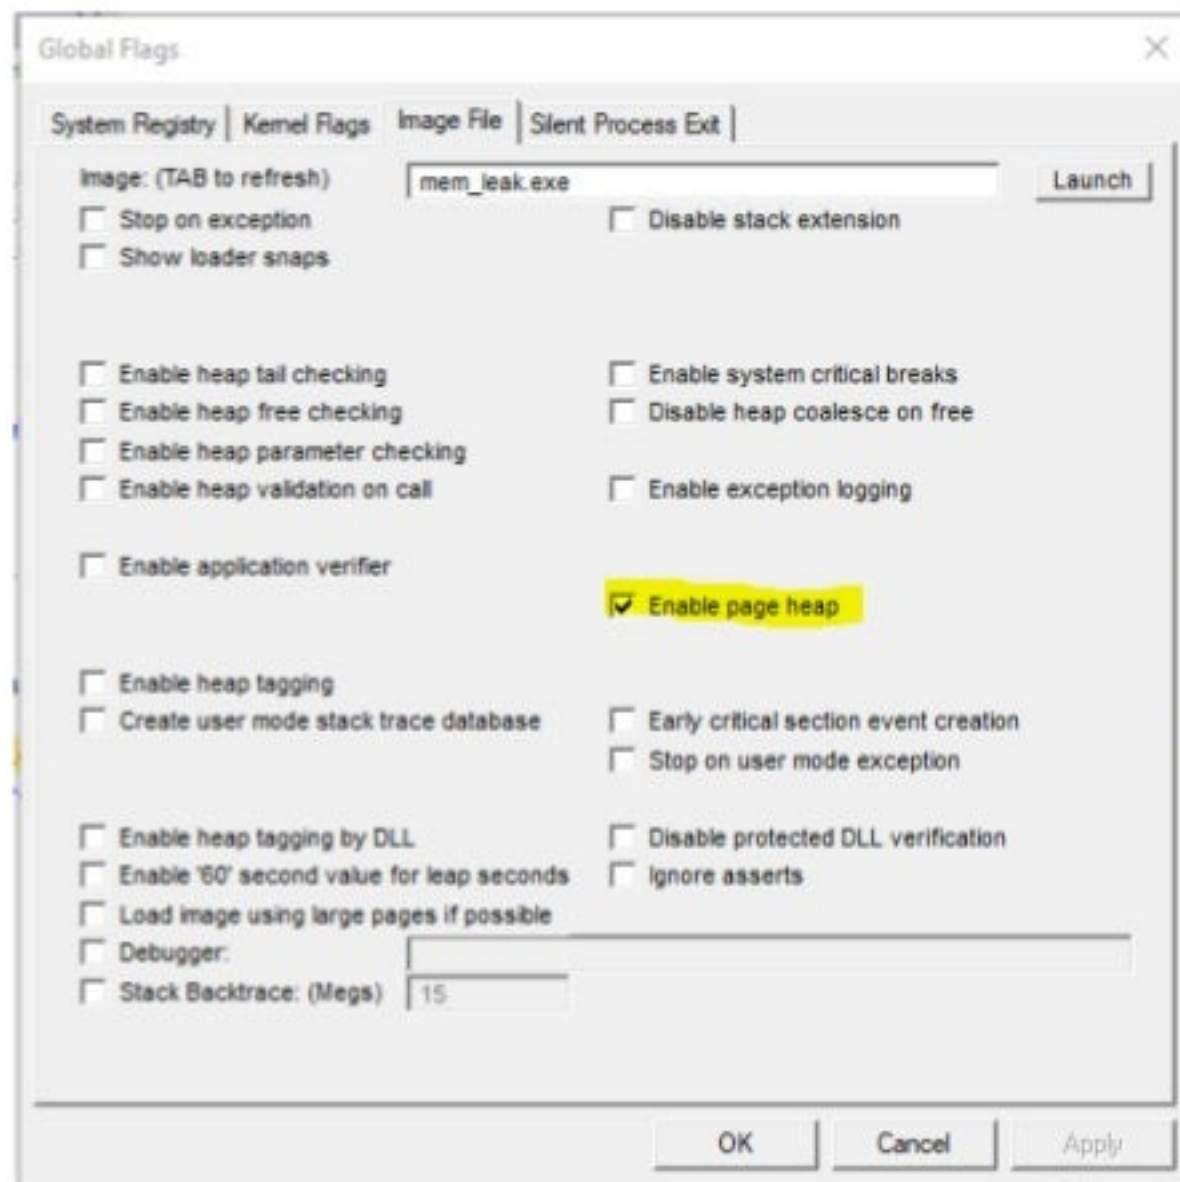 Global Flags
System Registry Kernel Flags Image File Silent Process Exit
Image: (TAB to refresh) mem_leak.exe Launch
Stop on exception Disable stack extension
Show loader snaps
Enable heap tail checking Enable system critical breaks
Enable heap free checking Disable heap coalesce on free
Enable heap parameter checking
Enable heap validation on call Enable exception logging
Enable application verifier
Enable page heap
Enable heap tagging
Create user mode stack trace database Early critical section event creation
Stop on user mode exception
Enable heap tagging by DLL Disable protected DLL verification
Enable '60' second value for leap seconds Ignore asserts
Load image using large pages if possible
Debugger:
Stack Backtrace: (Megs) 15
OK Cancel Apply